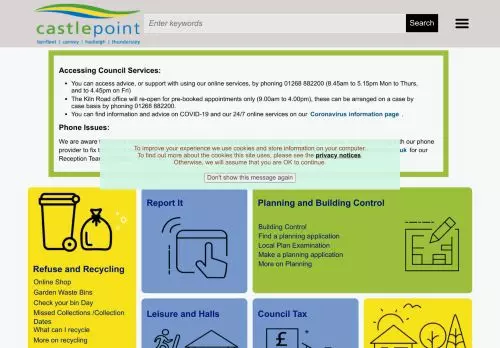 castlepoint
benfleet | canvey | hadleigh | thundersley
Enter keywords
Search
Accessing Council Services:
You can access advice, or support with using our online services, by phoning 01268 882200 (8.45am to 5.15pm Mon to Thurs,
and to 4.45pm on Fri)
The Kiln Road office will re-open for pre-booked appointments only (9.00am to 4.00pm), these can be arranged on a case by
case basis by phoning 01268 882200.
You can find information and advice on COVID-19 and our 24/7 online services on our Coronavirus information page .
Phone Issues:
We are aware
th our phone
provider to fix t
for our
Reception Team
To improve your experience we use cookies and store information on your computer.
To find out more about the cookies this site uses, please see the privacy notices.
Otherwise, we will assume that you are OK to continue.
Don't show this message again
Refuse and Recycling
Online Shop
Garden Waste Bins
Check your bin Day
Missed Collections /Collection
Dates
What can I recycle
More on recycling
Report It
Planning and Building Control
Building Control
Find a planning application
Local Plan Examination
Make a planning application
More on Planning
Leisure and Halls
Council Tax
£